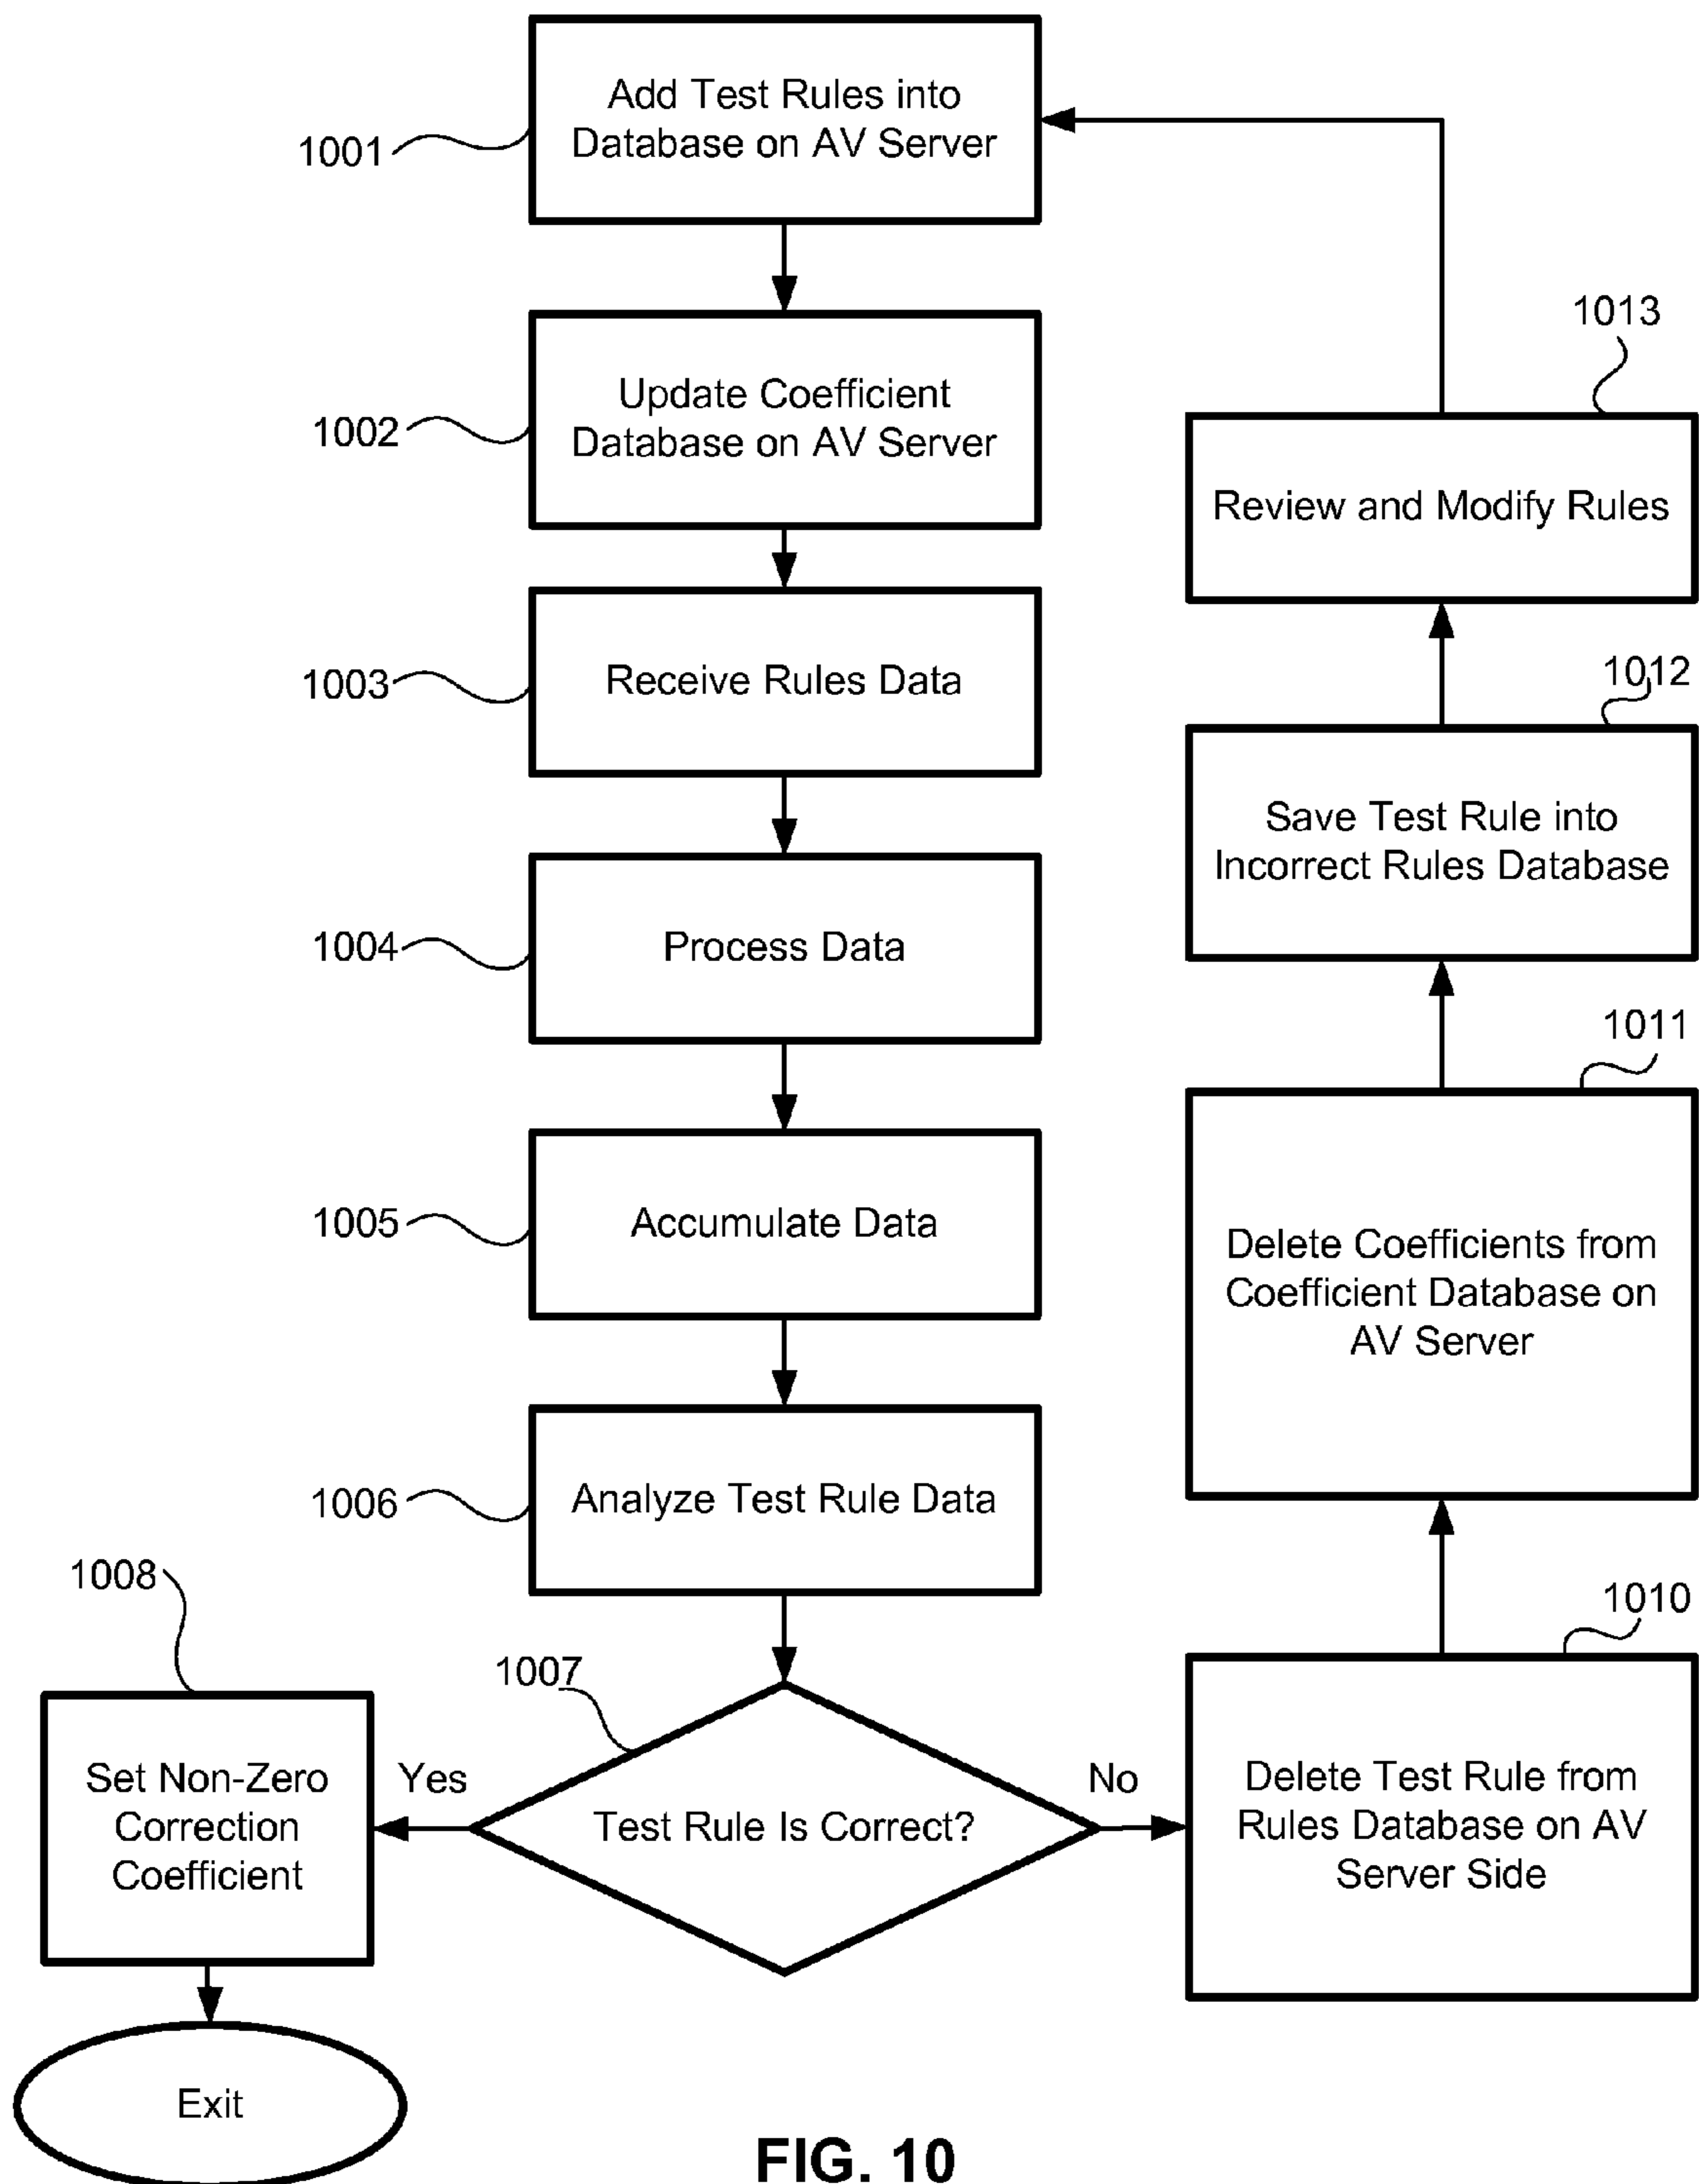 Add Test Rules into
Database on AV Server
1001
Update Coefficient
Database on AV Server
1002
Receive Rules Data
1003
Process Data
1004
Accumulate Data
1005
Analyze Test Rule Data
1006
1007
Test Rule Is Correct?
Yes
No
1008
Set Non-Zero
Correction
Coefficient
Exit
1010
Delete Test Rule from
Rules Database on AV
Server Side
1011
Delete Coefficients from
Coefficient Database on
AV Server
1012
Save Test Rule into
Incorrect Rules Database
1013
Review and Modify Rules
FIG. 10